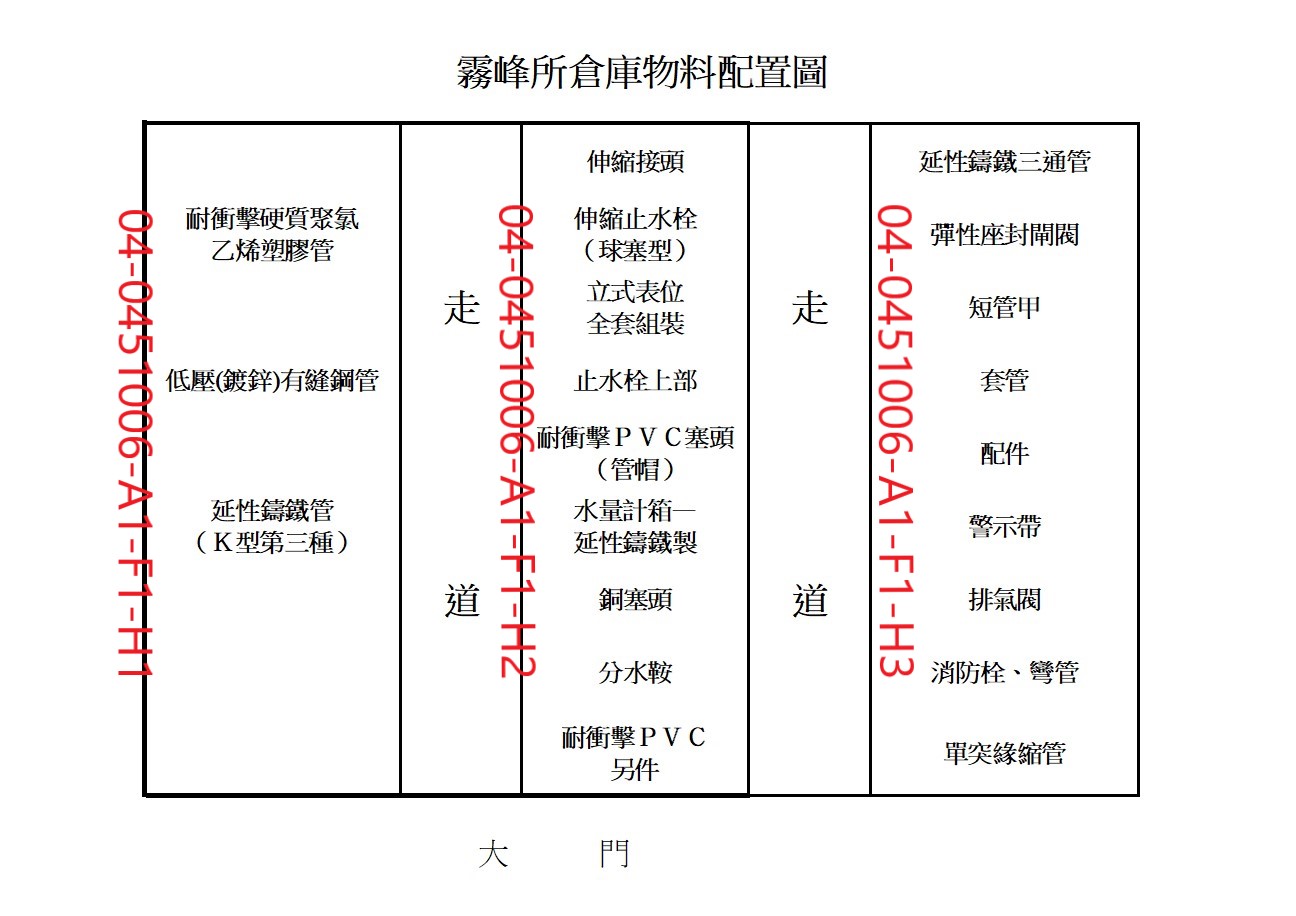 霧峰所倉庫物料配置圖
04-0451006-A1-F1-H1
耐衝擊硬質聚氯
乙烯塑膠管
低壓(鍍鋅)有縫鋼管
延性鑄鐵管
（Ｋ型第三種）
走
道
04-0451006-A1-F1-H2
伸縮接頭
伸縮止水栓
（球塞型）
立式表位
全套組裝
止水栓上部
耐衝擊ＰＶＣ塞頭
（管帽）
水量計箱—
延性鑄鐵製
銅塞頭
分水鞍
耐衝擊ＰＶＣ
另件
走
道
04-0451006-A1-F1-H3
延性鑄鐵三通管
彈性座封閘閥
短管甲
套管
配件
警示帶
排氣閥
消防栓、彎管
單突緣縮管
大門